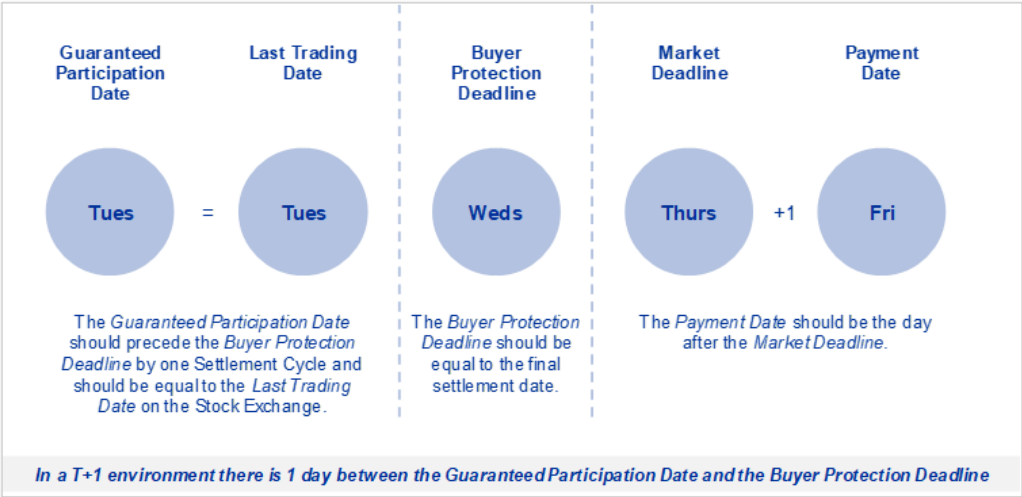 Guaranteed
Participation
Date
Last Trading
Date
Buyer
Protection
Deadline
Market
Deadline
Payment
Date
Tues
=
Tues
Weds
Thurs
+1
Fri
The Guaranteed Participation Date
should precede the Buyer Protection
Deadline by one Settlement Cycle and
should be equal to the Last Trading
Date on the Stock Exchange.
The Buyer Protection
Deadline should be
equal to the final
settlement date.
The Payment Date should be the day
after the Market Deadline.
In a T+1 environment there is 1 day between the Guaranteed Participation Date and the Buyer Protection Deadline